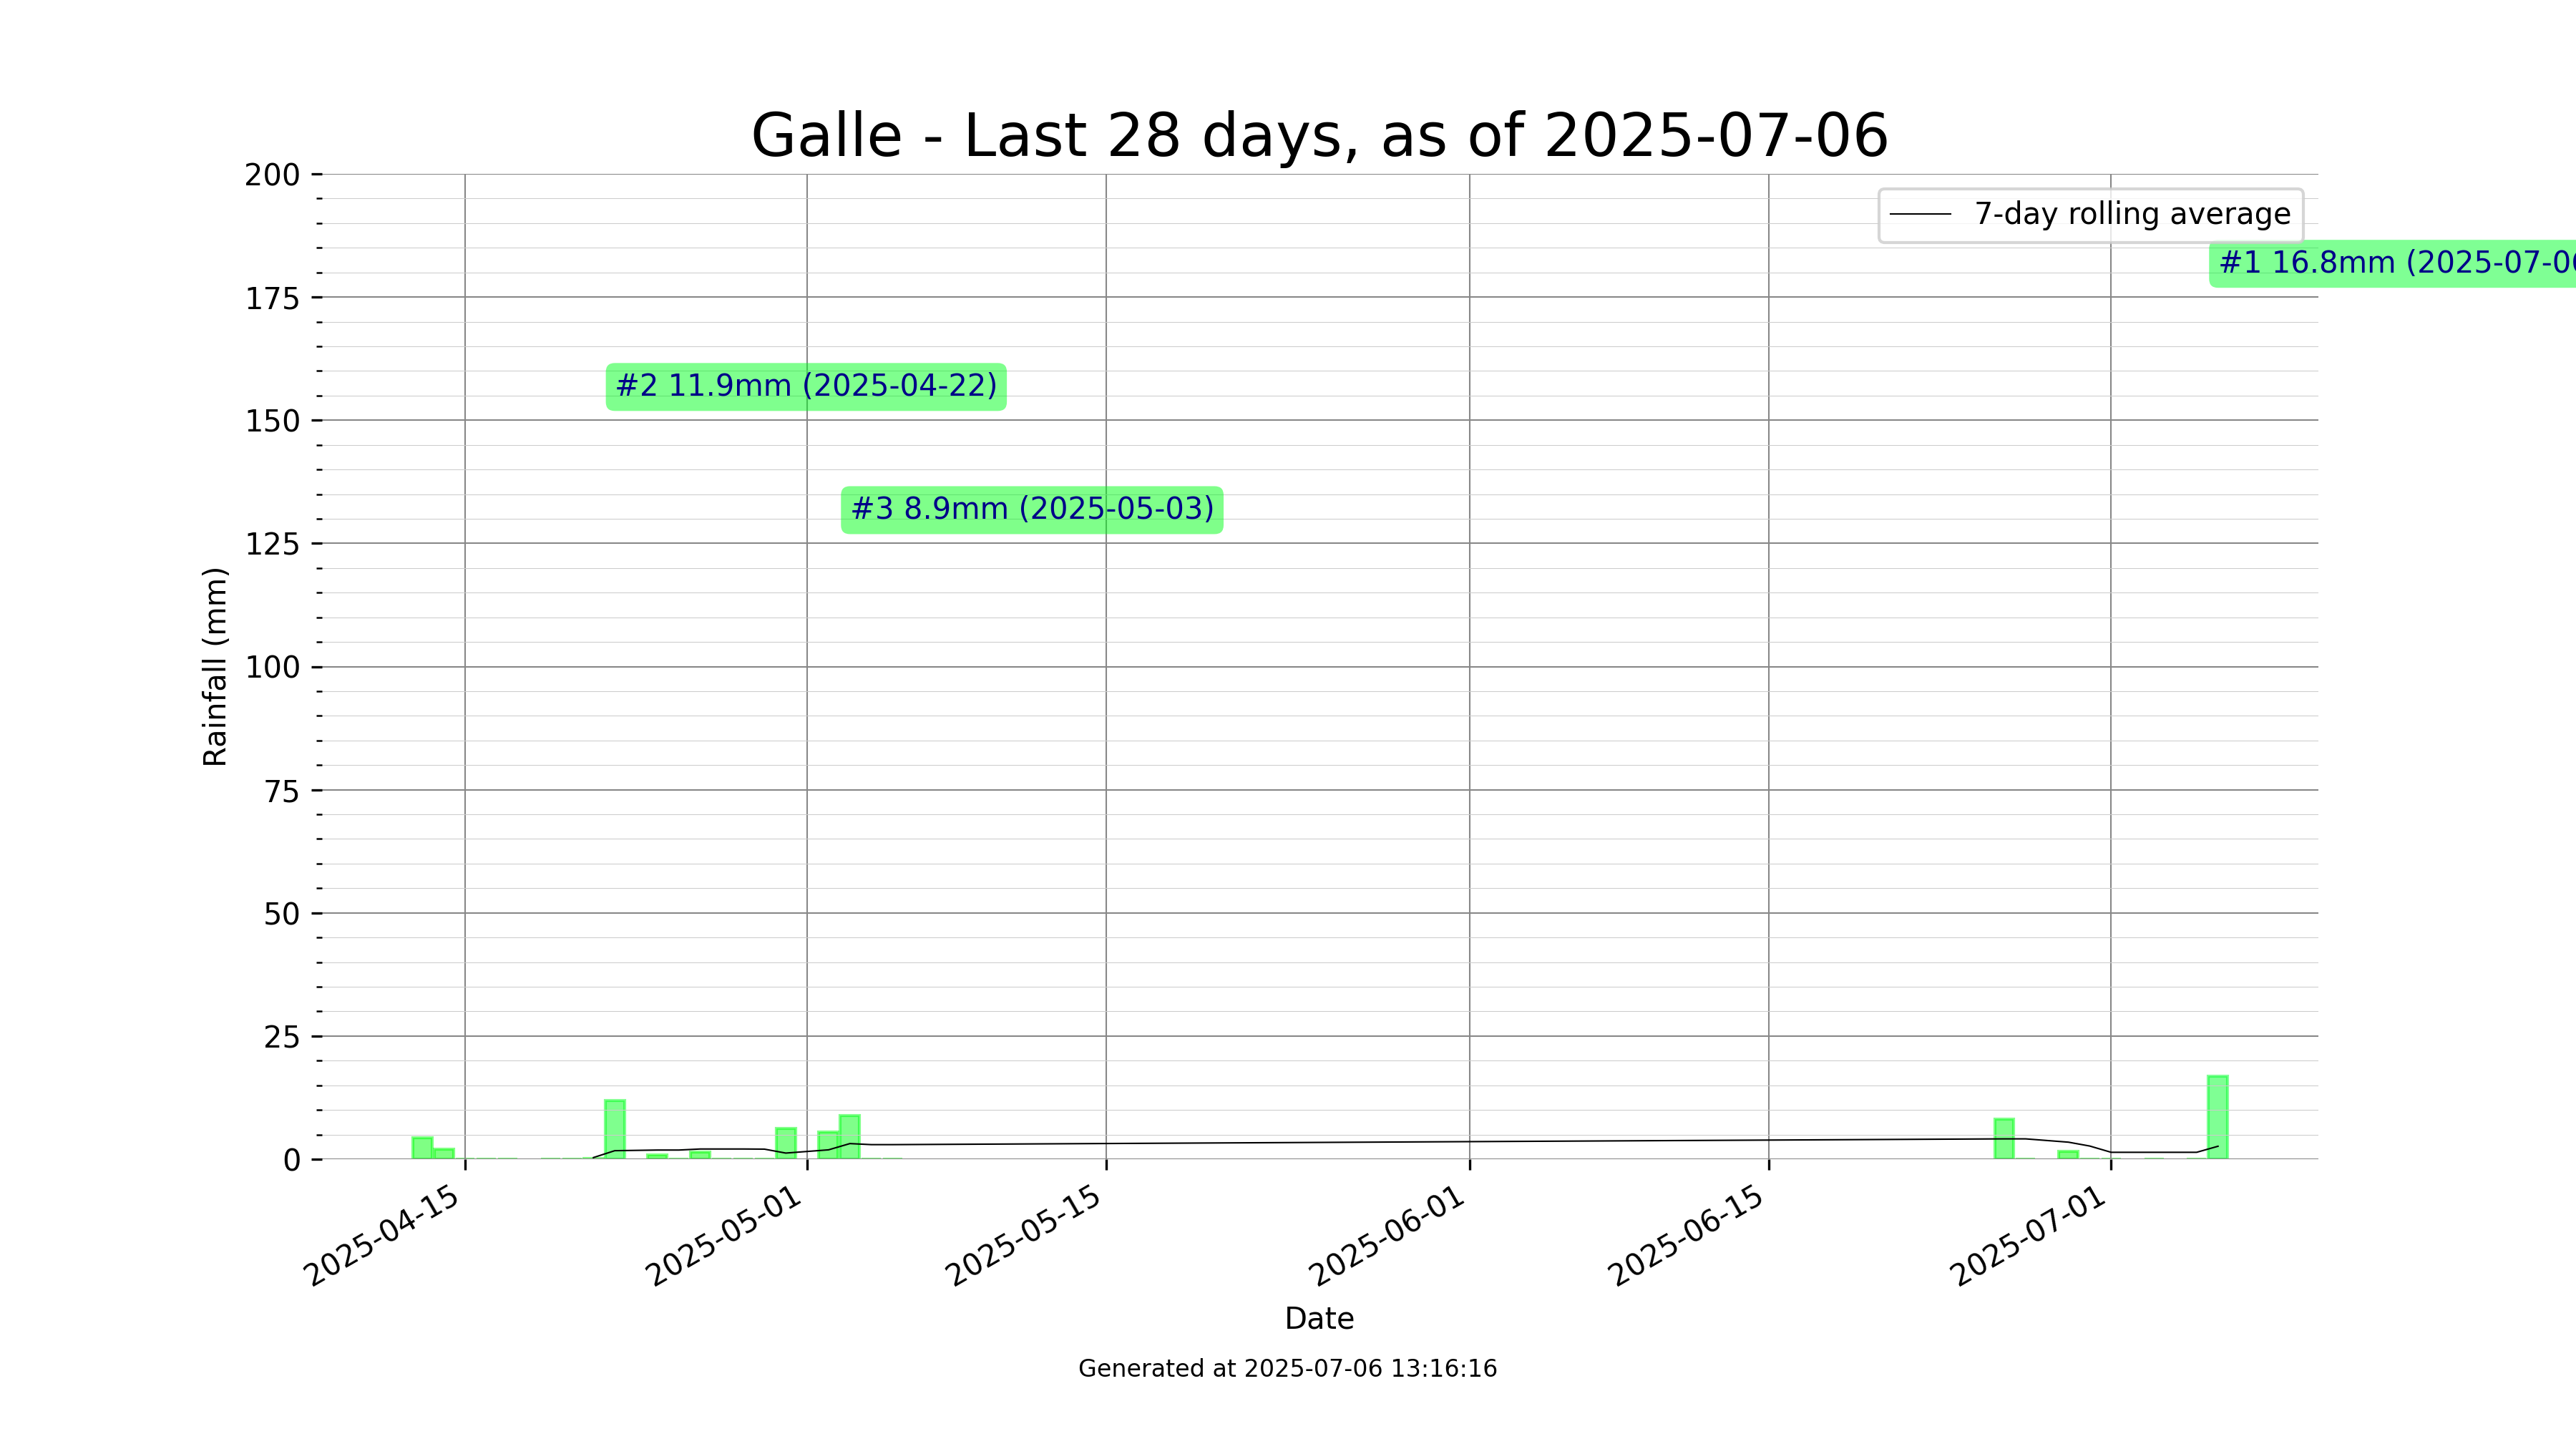 Galle - Last 28 days, as of 2025-07-06
7-day rolling average
#1 16.8mm (2025-07-0
#2 11.9mm (2025-04-22)
#3 8.9mm (2025-05-03)
Rainfall (mm)
200
175
150
125
100
75
50
25
0
2025-04-15
2025-05-01
2025-05-15
2025-06-01
2025-06-15
2025-07-01
Date
Generated at 2025-07-06 13:16:16